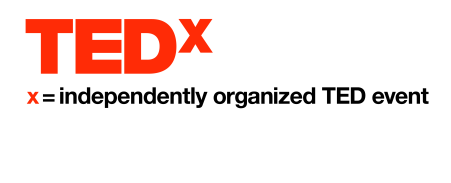 TEDx
x = independently organized TED event